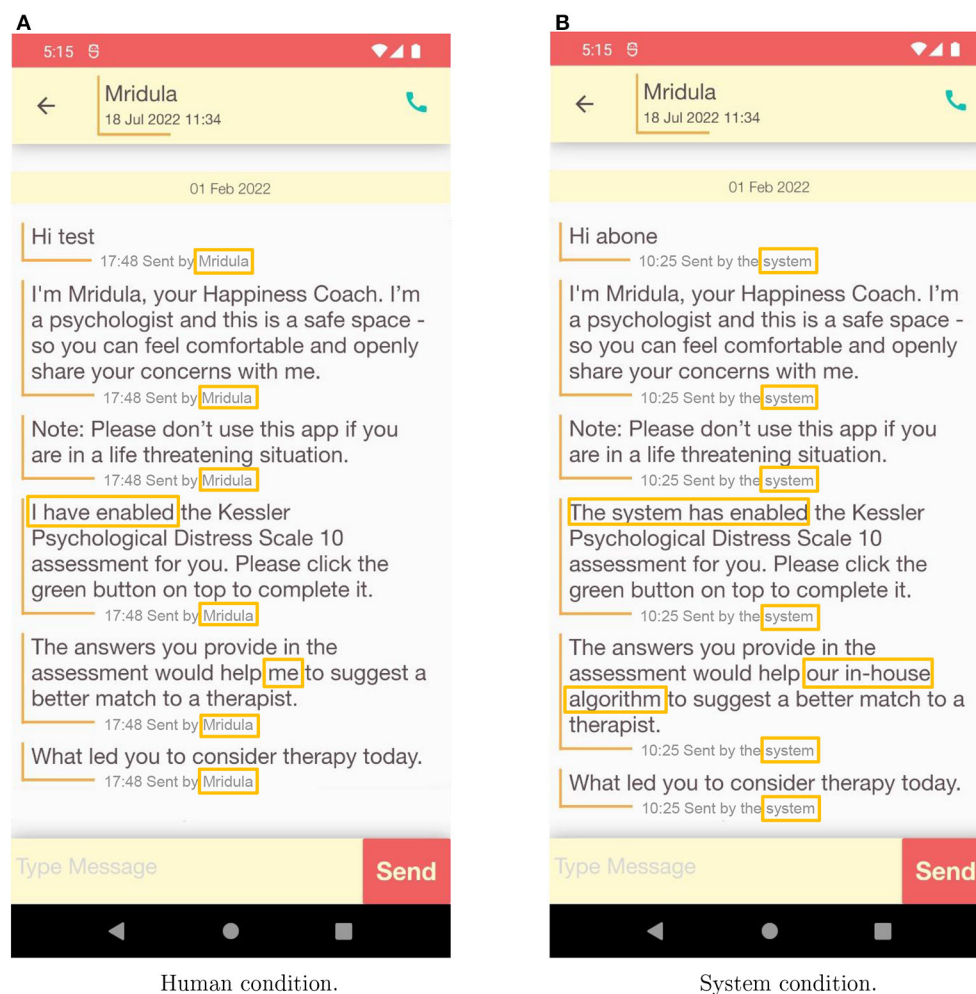 A
5:15
Mridula
18 Jul 2022 11:34
01 Feb 2022
Hi test
17:48 Sent by Mridula
I'm Mridula, your Happiness Coach. I'm
a psychologist and this is a safe space -
so you can feel comfortable and openly
share your concerns with me.
17:48 Sent by Mridula
Note: Please don't use this app if you
are in a life threatening situation.
17:48 Sent by Mridula
I have enabled the Kessler
Psychological Distress Scale 10
assessment for you. Please click the
green button on top to complete it.
17:48 Sent by Mridula
The answers you provide in the
assessment would help me to suggest a
better match to a therapist.
17:48 Sent by Mridula
What led you to consider therapy today.
17:48 Sent by Mridula
Type Message
Send
Human condition.
B
5:15
Mridula
18 Jul 2022 11:34
01 Feb 2022
Hi abone
10:25 Sent by the system
I'm Mridula, your Happiness Coach. I'm
a psychologist and this is a safe space -
so you can feel comfortable and openly
share your concerns with me.
10:25 Sent by the system
Note: Please don't use this app if you
are in a life threatening situation.
10:25 Sent by the system
The system has enabled the Kessler
Psychological Distress Scale 10
assessment for you. Please click the
green button on top to complete it.
10:25 Sent by the system
The answers you provide in the
assessment would help our in-house
algorithm to suggest a better match to a
therapist.
10:25 Sent by the system
What led you to consider therapy today.
10:25 Sent by the system
Type Message
Send
System condition.